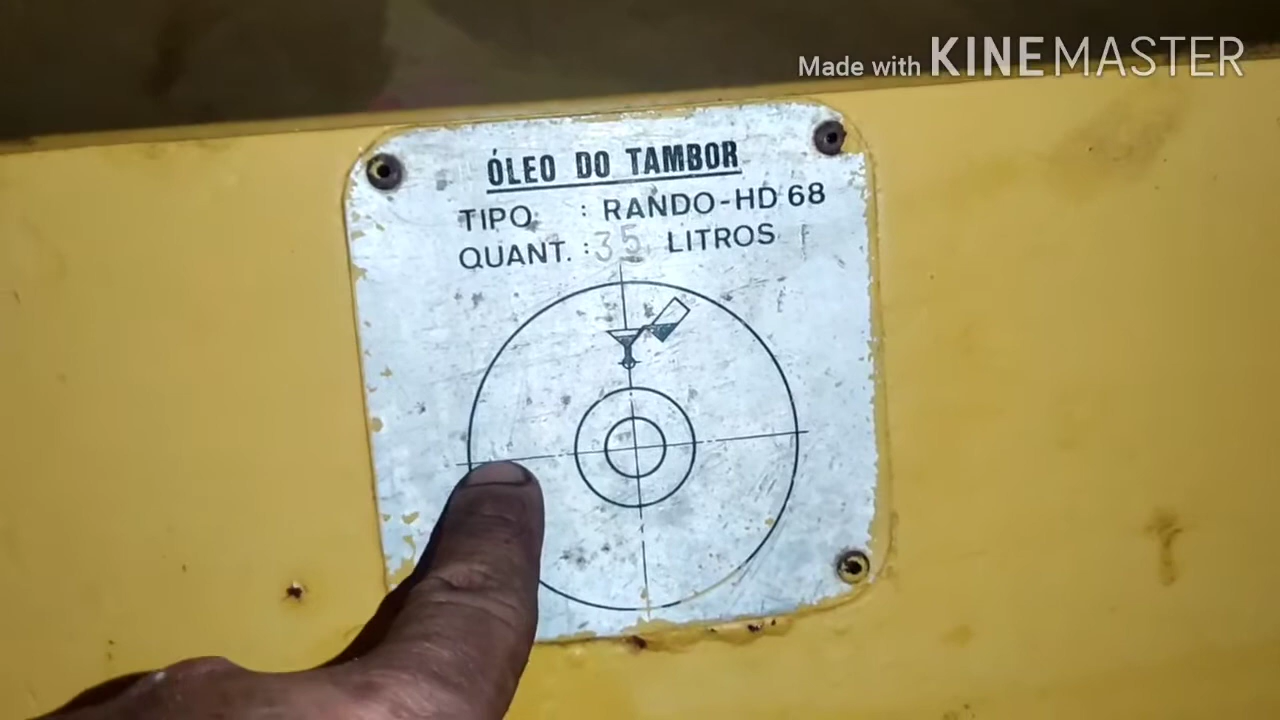 Made with KINEMASTER
ÓLEO DO TAMBOR
TIPO : RANDO-HD 68
QUANT. : 35 LITROS